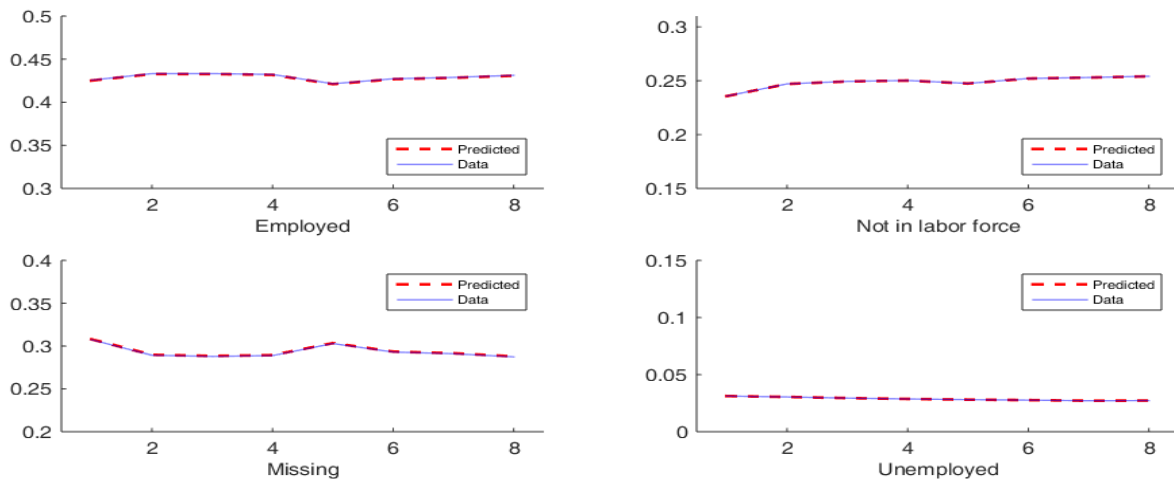 0.5
0.45
0.4
0.35
0.3
2 4 6 8
Employed
Predicted
Data
0.3
0.25
0.2
0.15
2 4 6 8
Not in labor force
Predicted
Data
0.4
0.35
0.3
0.25
0.2
2 4 6 8
Missing
Predicted
Data
0.15
0.1
0.05
0
2 4 6 8
Unemployed
Predicted
Data